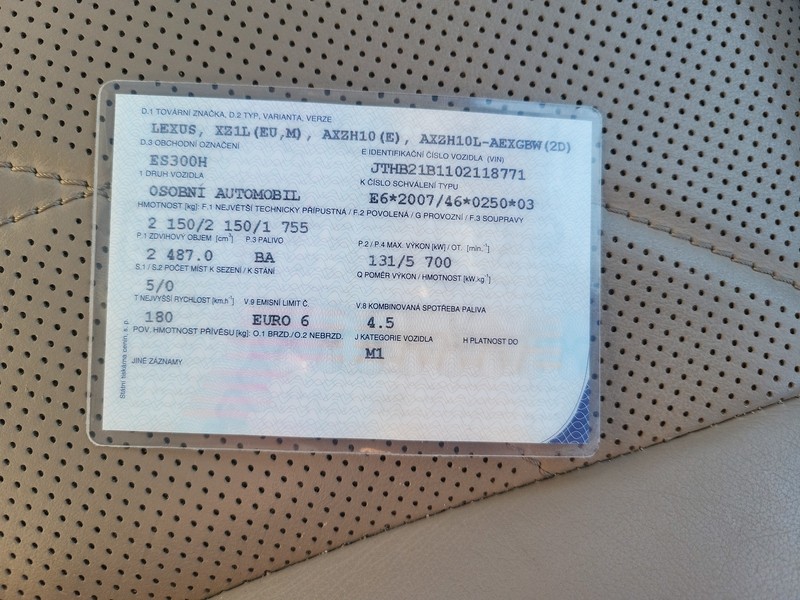 D.1 TOVÁRNÍ ZNAČKA, D.2 TYP, VARIANTA, VERZE
LEXUS, XZ1L(EU,M), AXZH10(E), AXZH10L-AEXGBW(2D)
D.3 OBCHODNÍ OZNAČENÍ E IDENTIFIKAČNÍ ČÍSLO VOZIDLA (VIN)
ES300H JTHB21B1102118771
1 DRUH VOZIDLA K ČÍSLO SCHVÁLENÍ TYPU
OSOBNÍ AUTOMOBIL E6*2007/46*0250*03
HMOTNOST [kg]: F.1 NEJVĚTŠÍ TECHNICKY PŘÍPUSTNÁ / F.2 POVOLENÁ / G PROVOZNÍ / F.3 SOUPRAVY
2 150/2 150/1 755
P.1 ZDVIHOVÝ OBJEM [cm³] P.3 PALIVO P.2 / P.4 MAX. VÝKON [kW] / OT. [min.⁻¹]
2 487.0 BA 131/5 700
S.1 / S.2 POČET MÍST K SEZENÍ / K STÁNÍ Q POMĚR VÝKON / HMOTNOST [kW.kg⁻¹]
5/0
T NEJVYŠŠÍ RYCHLOST [km.h⁻¹] V.9 EMISNÍ LIMIT Č. V.8 KOMBINOVANÁ SPOTŘEBA PALIVA
180 EURO 6 4.5
POV. HMOTNOST PŘÍVĚSU [kg]: O.1 BRZD./O.2 NEBRZD. J KATEGORIE VOZIDLA H PLATNOST DO
M1
JINÉ ZÁZNAMY
Státní tiskárna cenin, s. p.